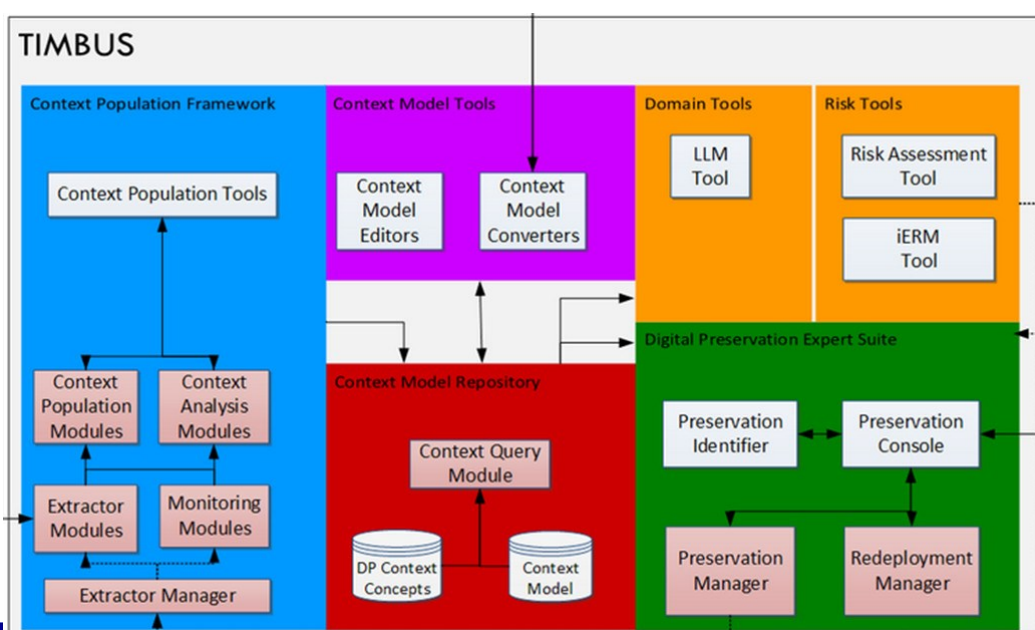 TIMBUS
Context Population Framework
Context Population Tools
Context
Population
Modules
Context
Analysis
Modules
Extractor
Modules
Monitoring
Modules
Extractor Manager
Context Model Tools
Context
Model
Editors
Context
Model
Converters
Context Model Repository
Context Query
Module
DP Context
Concepts
Context
Model
Domain Tools
LLM
Tool
Risk Tools
Risk Assessment
Tool
iERM
Tool
Digital Preservation Expert Suite
Preservation
Identifier
Preservation
Console
Preservation
Manager
Redeployment
Manager